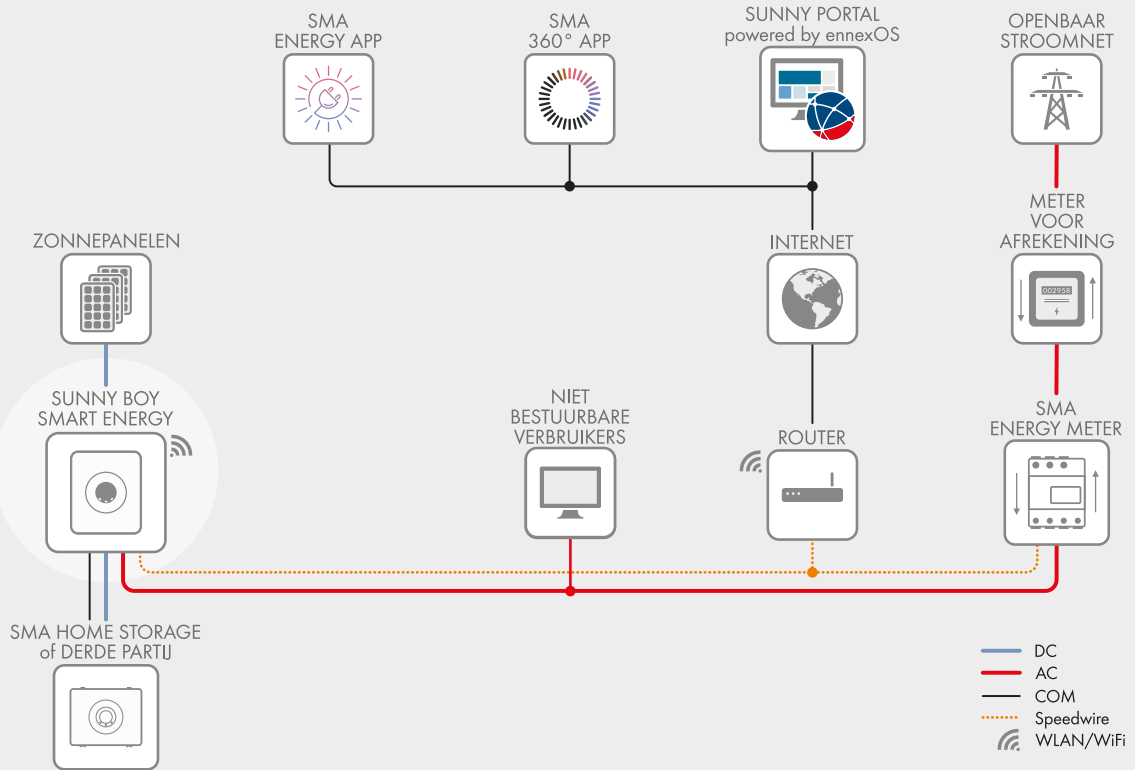 SMA
ENERGY APP
SMA
360° APP
SUNNY PORTAL
powered by ennexOS
OPENBAAR
STROOMNET
METER
VOOR
AFREKENING
002958
ZONNEPANELEN
INTERNET
SUNNY BOY
SMART ENERGY
NIET
BESTUURBARE
VERBRUIKERS
ROUTER
SMA
ENERGY METER
SMA HOME STORAGE
of DERDE PARTIJ
DC
AC
COM
Speedwire
WLAN/WiFi